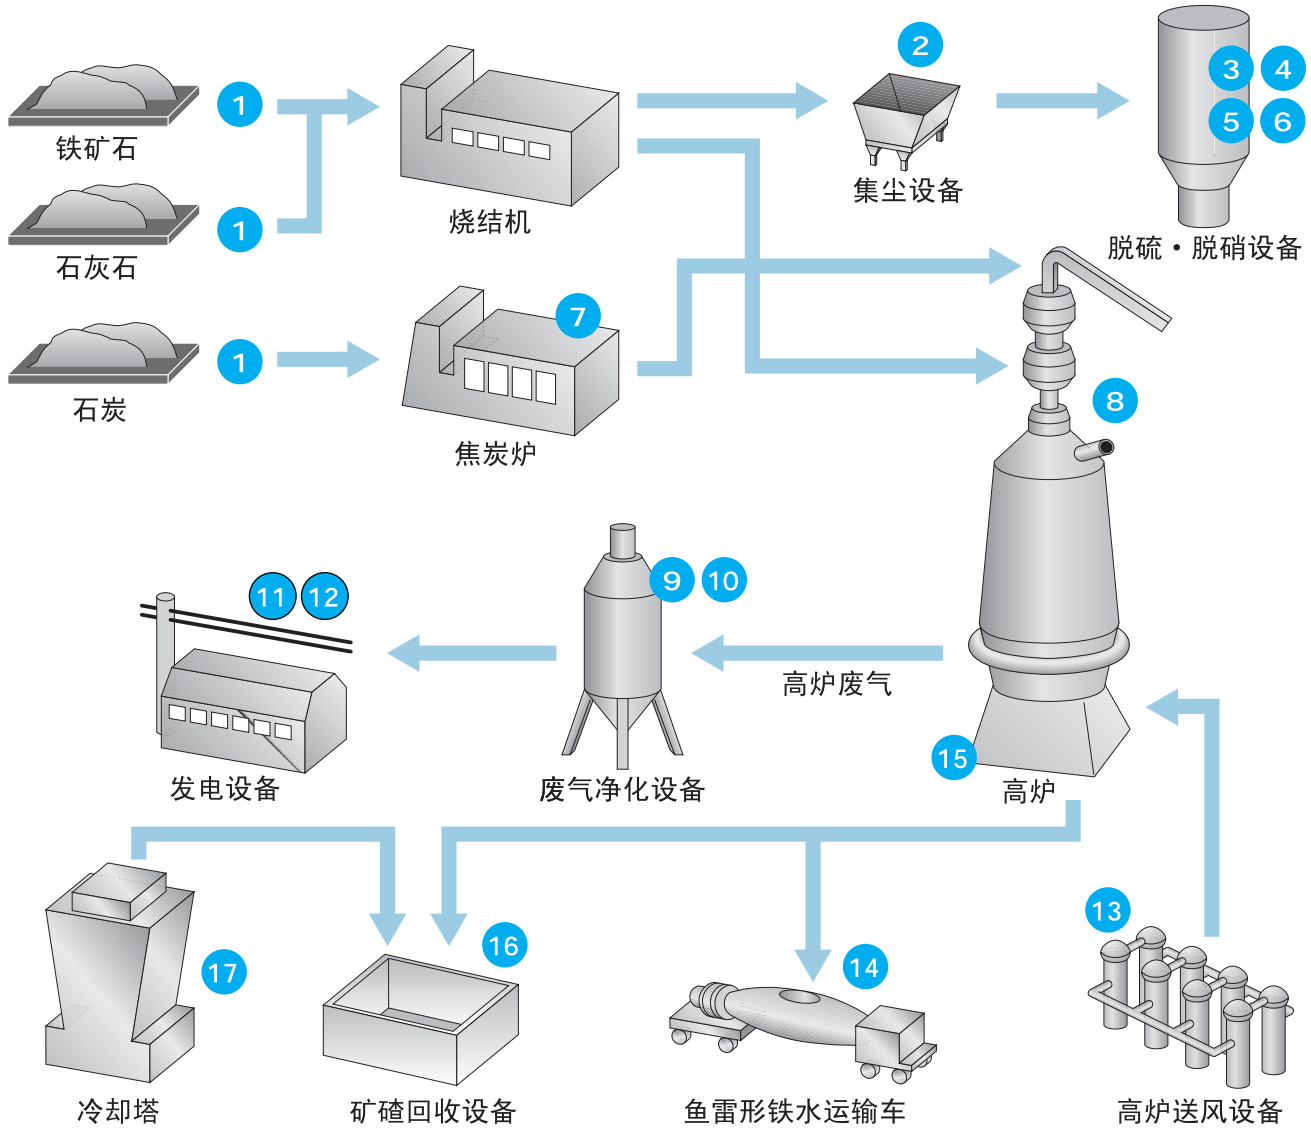 2
3 4
1
5 6
铁矿石
集尘设备
烧结机
1
脱硫・脱硝设备
石灰石
7
1
8
石炭
焦炭炉
9 10
11 12
高炉废气
15
发电设备
废气净化设备
高炉
13
16
14
17
冷却塔
矿碴回收设备
鱼雷形铁水运输车
高炉送风设备